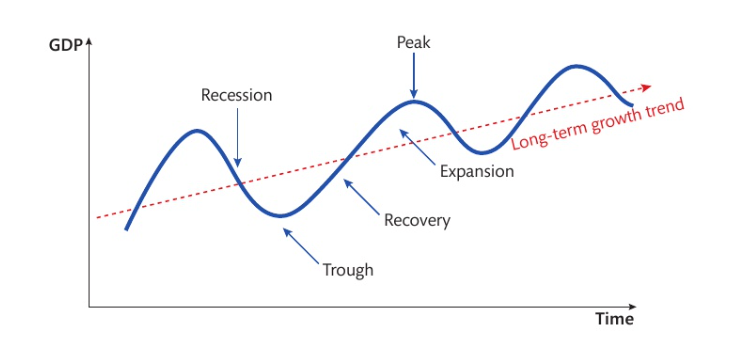 GDP
Peak
Recession
Long-term growth trend
Expansion
Recovery
Trough
Time